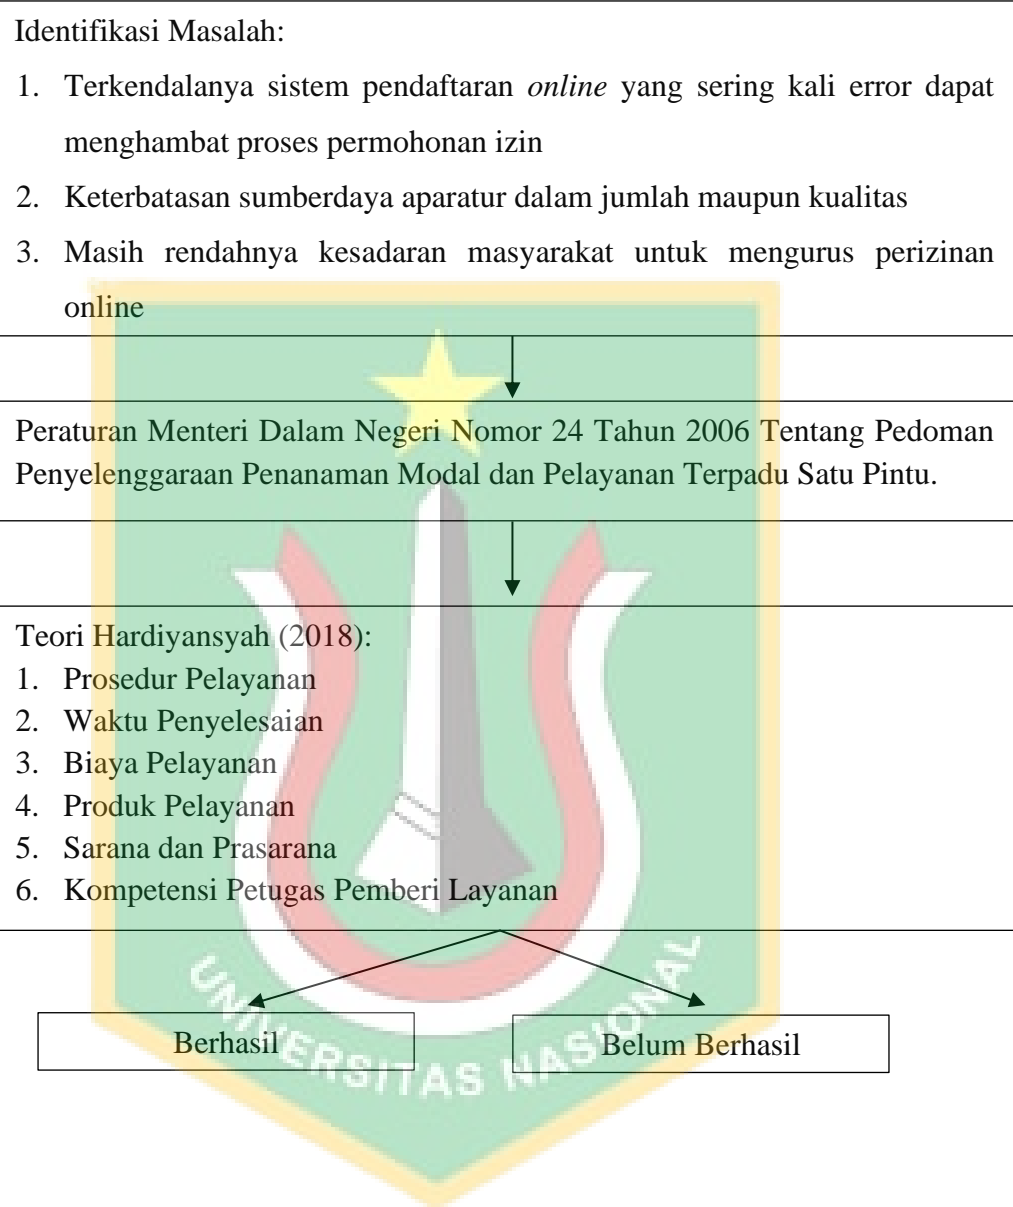 Identifikasi Masalah:
1. Terkendalanya sistem pendaftaran online yang sering kali error dapat
menghambat proses permohonan izin
2. Keterbatasan sumberdaya aparatur dalam jumlah maupun kualitas
3. Masih rendahnya kesadaran masyarakat untuk mengurus perizinan
online
Peraturan Menteri Dalam Negeri Nomor 24 Tahun 2006 Tentang Pedoman
Penyelenggaraan Penanaman Modal dan Pelayanan Terpadu Satu Pintu.
Teori Hardiyansyah (2018):
1. Prosedur Pelayanan
2. Waktu Penyelesaian
3. Biaya Pelayanan
4. Produk Pelayanan
5. Sarana dan Prasarana
6. Kompetensi Petugas Pemberi Layanan
Berhasil
Belum Berhasil
UNIVERSITAS NASIONAL